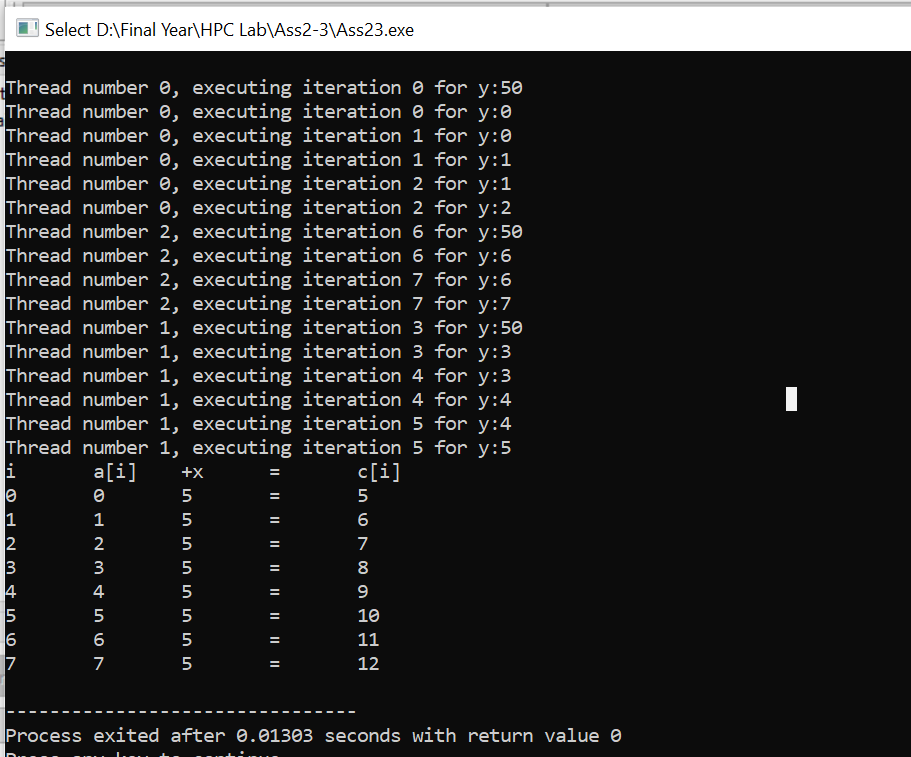 Select D:\Final Year\HPC Lab\Ass2-3\Ass23.exe
Thread number 0, executing iteration 0 for y:50
Thread number 0, executing iteration 0 for y:0
Thread number 0, executing iteration 1 for y:0
Thread number 0, executing iteration 1 for y:1
Thread number 0, executing iteration 2 for y:1
Thread number 0, executing iteration 2 for y:2
Thread number 2, executing iteration 6 for y:50
Thread number 2, executing iteration 6 for y:6
Thread number 2, executing iteration 7 for y:6
Thread number 2, executing iteration 7 for y:7
Thread number 1, executing iteration 3 for y:50
Thread number 1, executing iteration 3 for y:3
Thread number 1, executing iteration 4 for y:3
Thread number 1, executing iteration 4 for y:4
Thread number 1, executing iteration 5 for y:4
Thread number 1, executing iteration 5 for y:5
i a[i] +x = c[i]
0 0 5 = 5
1 1 5 = 6
2 2 5 = 7
3 3 5 = 8
4 4 5 = 9
5 5 5 = 10
6 6 5 = 11
7 7 5 = 12
--------------------------------
Process exited after 0.01303 seconds with return value 0
Press any key to continue